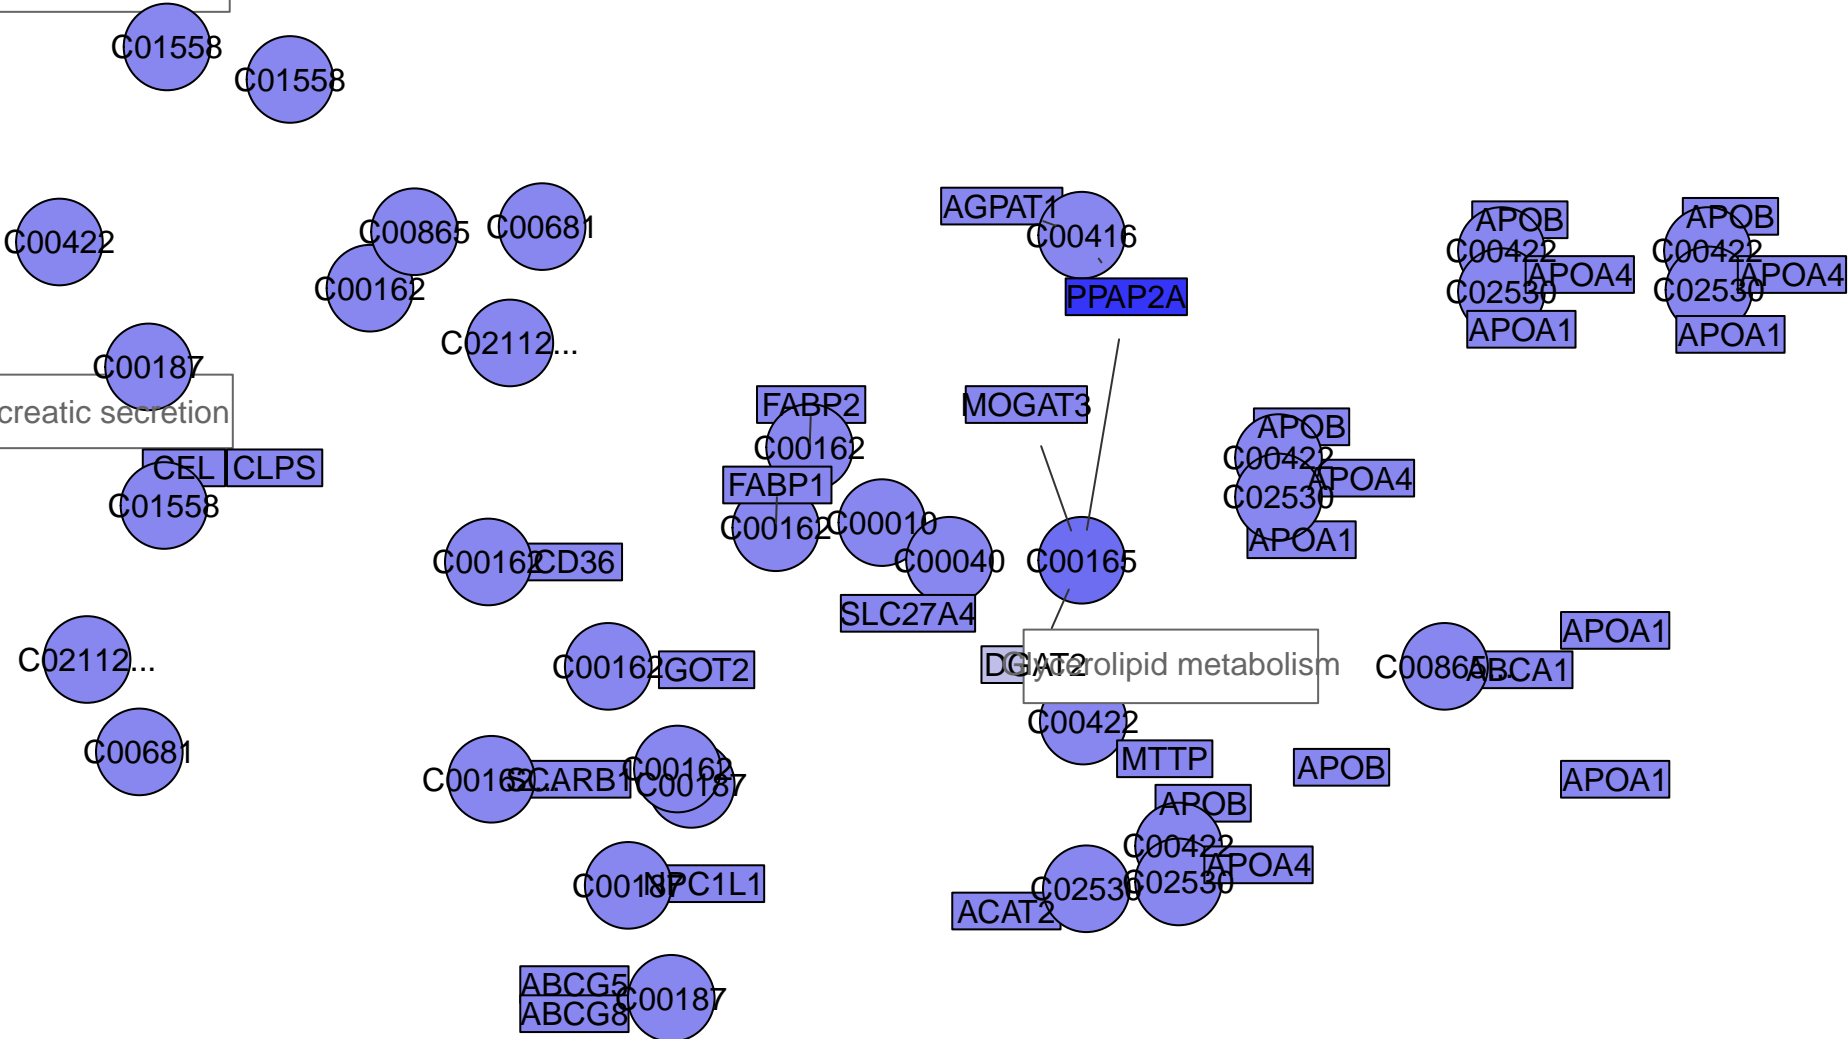 C01558
C01558
C00422
C00865
C00681
C00162
C02112...
C00187
creatic secretion
CEL
CLPS
C01558
C02112...
C00681
AGPAT1
C00416
PPAP2A
APOB
C00422
APOA4
C02530
APOA1
APOB
C00422
APOA4
C02530
APOA1
FABP2
C00162
FABP1
C00162
C00010
C00040
SLC27A4
MOGAT3
C00165
DGAT2
Glycerolipid metabolism
C00422
MTTP
APOB
C00422
APOA4
C02530
APOA1
C00162
CD36
C00162
GOT2
C00162...
SCARB1
C00162
C00187
C00187
NPC1L1
ABCG5
ABCG8
C00187
APOA1
C00865...
ABCA1
APOB
APOA1
APOB
C00422
APOA4
C02530
C02530
ACAT2